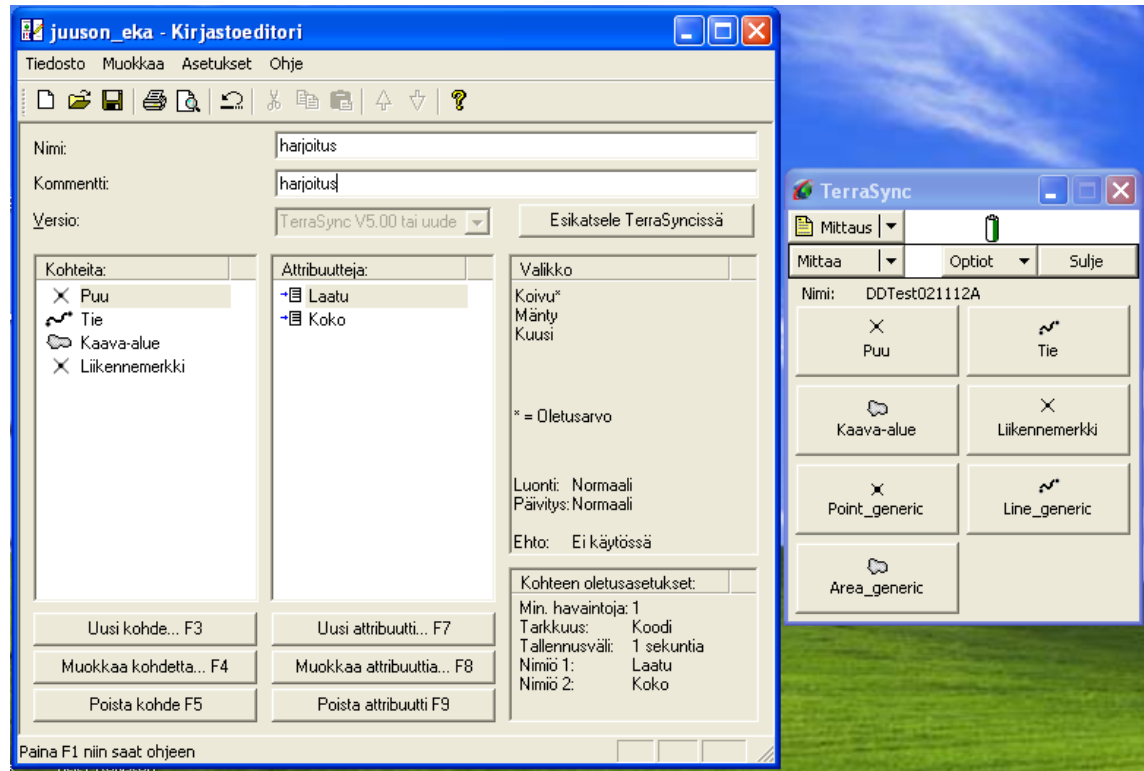 juuson_eka - Kirjastoeditori
Tiedosto Muokkaa Asetukset Ohje
Nimi: harjoitus
Kommentti: harjoitus
Versio: TerraSync V5.00 tai uude Esikatsele TerraSyncissä
Kohteita:
Puu
Tie
Kaava-alue
Liikennemerkki
Attribuutteja:
Laatu
Koko
Valikko
Koivu*
Mänty
Kuusi
* = Oletusarvo
Luonti: Normaali
Päivitys: Normaali
Ehto: Ei käytössä
Kohteen oletusasetukset:
Min. havaintoja: 1
Tarkkuus: Koodi
Tallennusväli: 1 sekuntia
Nimiö 1: Laatu
Nimiö 2: Koko
Uusi kohde... F3 Uusi attribuutti... F7
Muokkaa kohdetta... F4 Muokkaa attribuuttia... F8
Poista kohde F5 Poista attribuutti F9
Paina F1 niin saat ohjeen
TerraSync
Mittaus
Mittaa Optiot Sulje
Nimi: DDTest021112A
Puu Tie
Kaava-alue Liikennemerkki
Point_generic Line_generic
Area_generic